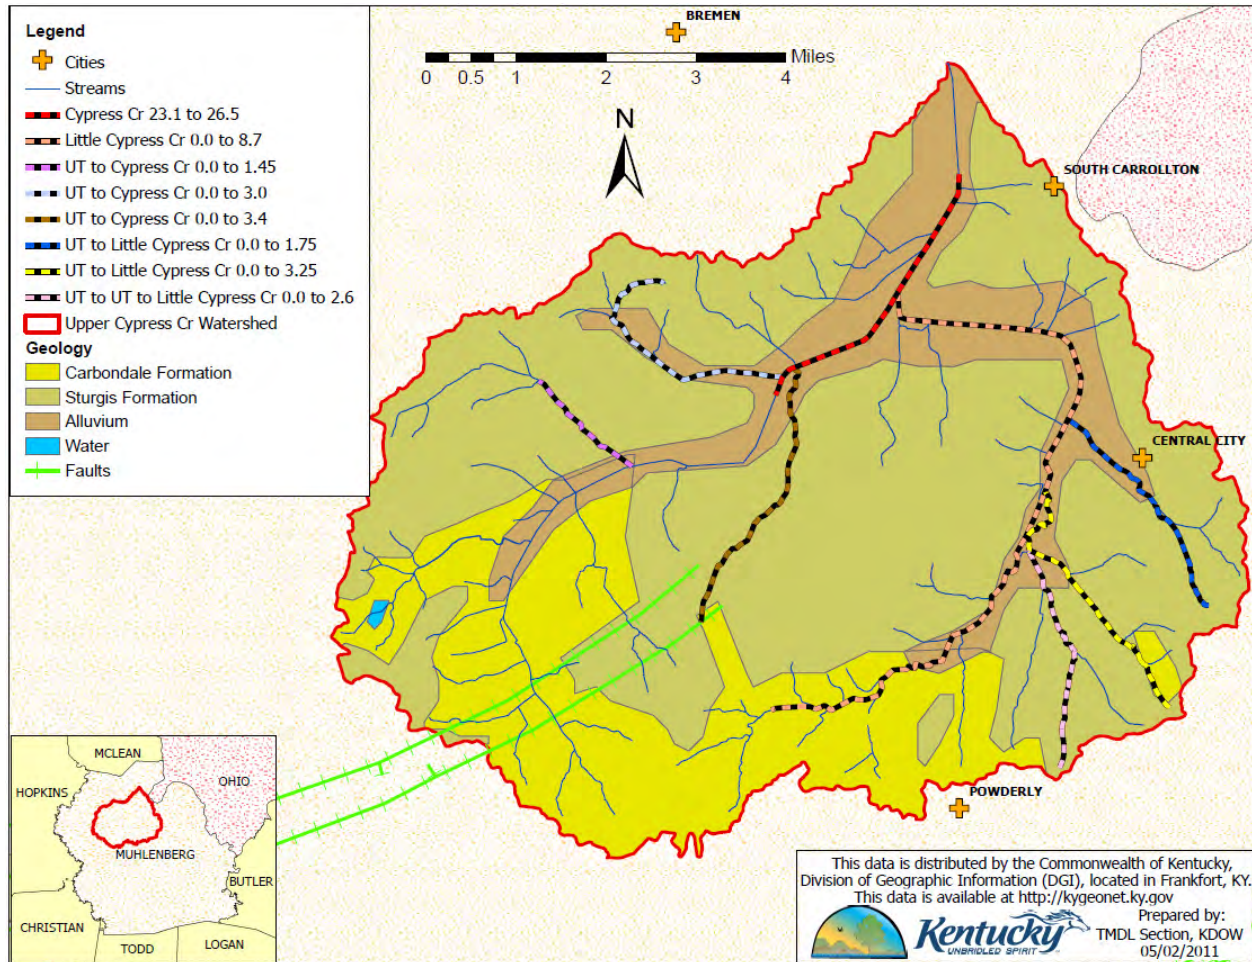 Legend
Cities
Streams
Cypress Cr 23.1 to 26.5
Little Cypress Cr 0.0 to 8.7
UT to Cypress Cr 0.0 to 1.45
UT to Cypress Cr 0.0 to 3.0
UT to Cypress Cr 0.0 to 3.4
UT to Little Cypress Cr 0.0 to 1.75
UT to Little Cypress Cr 0.0 to 3.25
UT to UT to Little Cypress Cr 0.0 to 2.6
Upper Cypress Cr Watershed
Geology
Carbondale Formation
Sturgis Formation
Alluvium
Water
Faults
BREMEN
Miles
0 0.5 1 2 3 4
N
SOUTH CARROLLTON
CENTRAL CITY
POWDERLY
MCLEAN
HOPKINS
OHIO
MUHLENBERG
BUTLER
CHRISTIAN
TODD
LOGAN
This data is distributed by the Commonwealth of Kentucky,
Division of Geographic Information (DGI), located in Frankfort, KY.
This data is available at http://kygeonet.ky.gov
Kentucky
UNBRIDLED SPIRIT
Prepared by:
TMDL Section, KDOW
05/02/2011